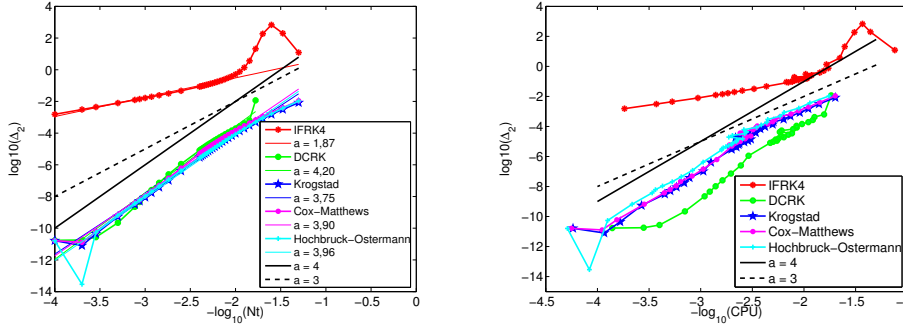 4
2
0
−2
−4
−6
−8
−10
−12
−14
log10(Δ2)
−4 −3.5 −3 −2.5 −2 −1.5 −1 −0.5 0
−log10(Nt)
IFRK4
a = 1,87
DCRK
a = 4,20
Krogstad
a = 3,75
Cox−Matthews
a = 3,90
Hochbruck−Ostermann
a = 3,96
a = 4
a = 3
4
2
0
−2
−4
−6
−8
−10
−12
−14
log10(Δ2)
−4.5 −4 −3.5 −3 −2.5 −2 −1.5 −1
−log10(CPU)
IFRK4
DCRK
Krogstad
Cox−Matthews
Hochbruck−Ostermann
a = 4
a = 3